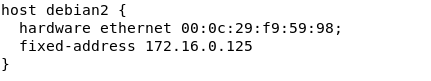 host debian2 {
  hardware ethernet 00:0c:29:f9:59:98;
  fixed-address 172.16.0.125
}